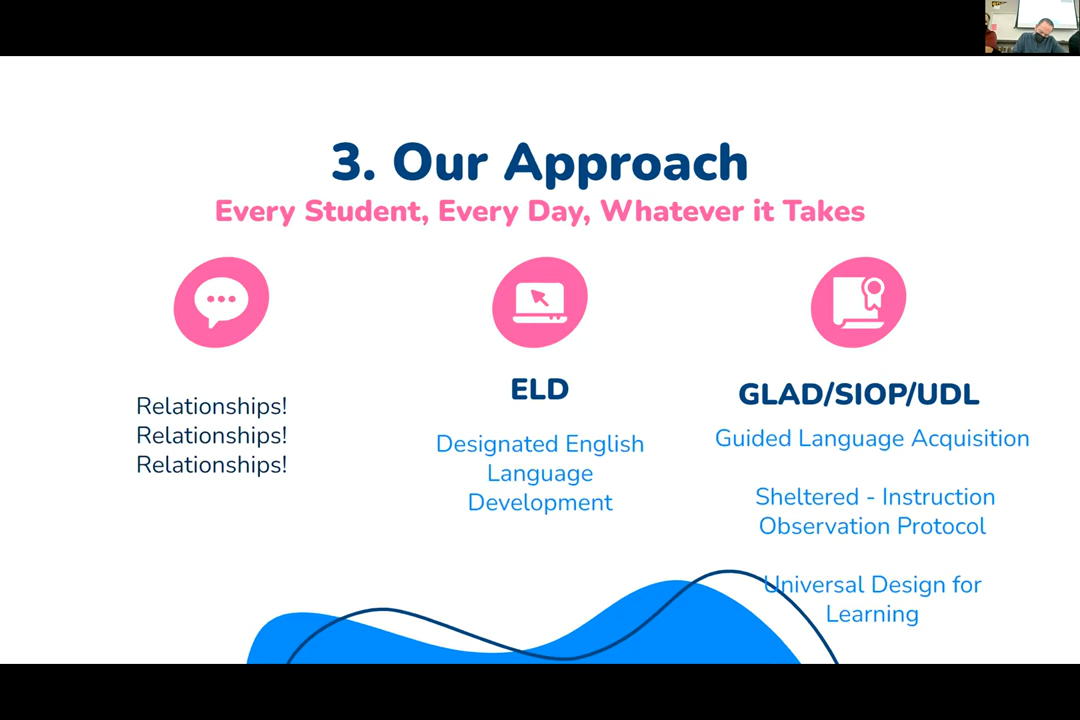 3. Our Approach
Every Student, Every Day, Whatever it Takes
Relationships!
Relationships!
Relationships!
ELD
Designated English
Language
Development
GLAD/SIOP/UDL
Guided Language Acquisition
Sheltered - Instruction
Observation Protocol
Universal Design for
Learning